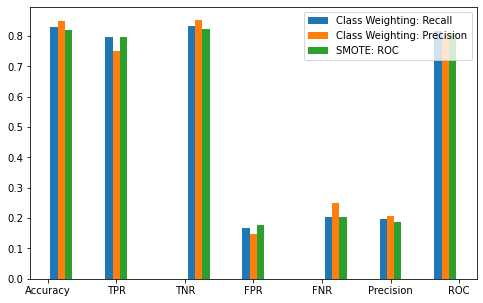 Class Weighting: Recall
Class Weighting: Precision
SMOTE: ROC
0.8
0.7
0.6
0.5
0.4
0.3
0.2
0.1
0.0
Accuracy TPR TNR FPR FNR Precision ROC